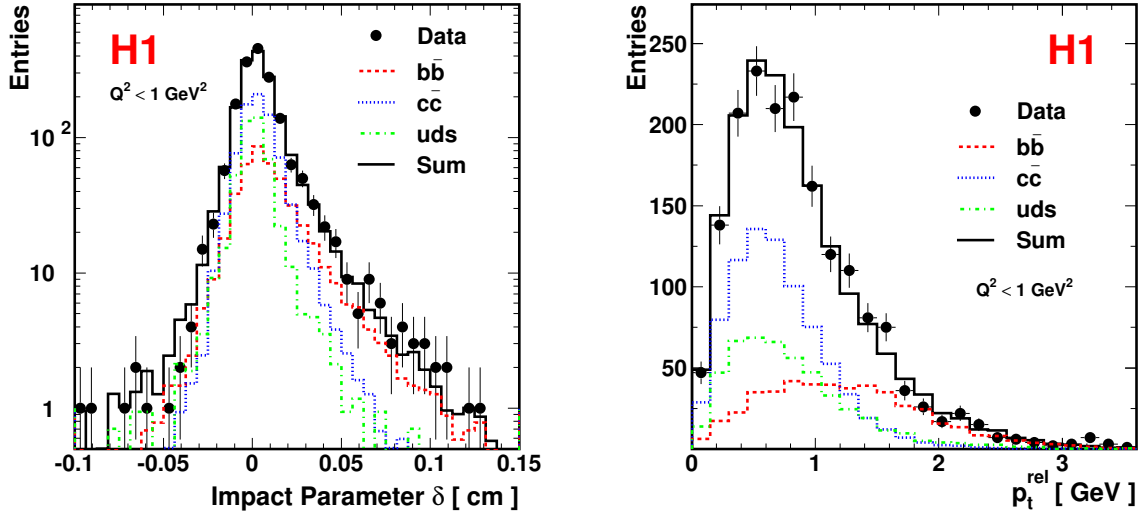 Entries
H1
Q² < 1 GeV²
Data
bb̄
cc̄
uds
Sum
10²
10
1
-0.1 -0.05 0 0.05 0.1 0.15
Impact Parameter δ [ cm ]
Entries
H1
Data
bb̄
cc̄
uds
Sum
Q² < 1 GeV²
250
200
150
100
50
0 1 2 3
pₜʳᵉˡ [ GeV ]